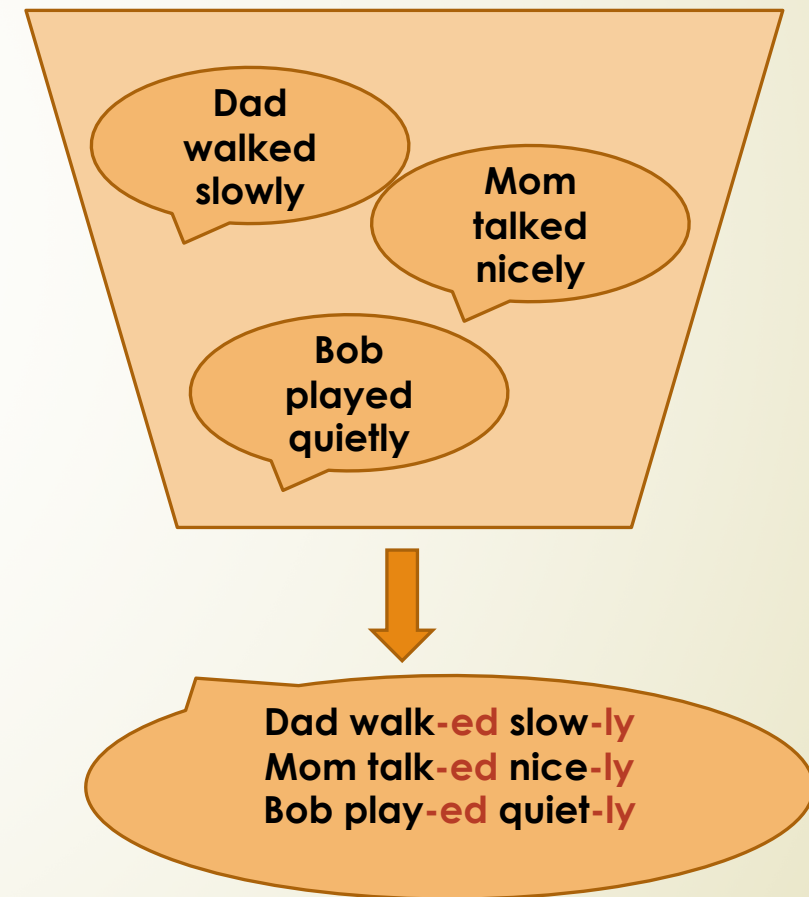 Dad
walked
slowly
Mom
talked
nicely
Bob
played
quietly
Dad walk-ed slow-ly
Mom talk-ed nice-ly
Bob play-ed quiet-ly